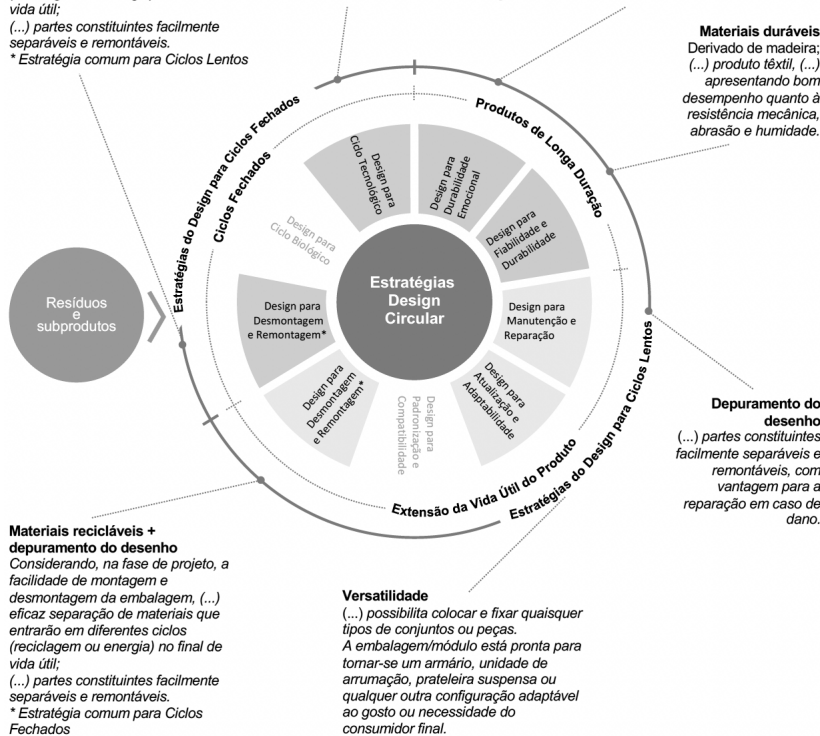 vida útil;
(...) partes constituintes facilmente
separáveis e remontáveis.
* Estratégia comum para Ciclos Lentos
Materiais duráveis
Derivado de madeira;
(...) produto têxtil, (...)
apresentando bom
desempenho quanto à
resistência mecânica,
abrasão e humidade.
Estratégias do Design para Ciclos Fechados
Ciclos Fechados
Produtos de Longa Duração
Design para
Ciclo Tecnológico
Design para
Durabilidade
Emocional
Design para
Fiabilidade e
Durabilidade
Design para
Ciclo Biológico
Resíduos
e
subprodutos
Estratégias
Design
Circular
Design para
Manutenção e
Reparação
Design para
Desmontagem
e Remontagem*
Design para
Desmontagem
e Remontagem*
Design para
Padronização e
Compatibilidade
Design para
Atualização e
Adaptabilidade
Extensão da Vida Útil do Produto
Estratégias do Design para Ciclos Lentos
Depuramento do
desenho
(...) partes constituintes
facilmente separáveis e
remontáveis, com
vantagem para a
reparação em caso de
dano.
Materiais recicláveis +
depuramento do desenho
Considerando, na fase de projeto, a
facilidade de montagem e
desmontagem da embalagem, (...)
eficaz separação de materiais que
entrarão em diferentes ciclos
(reciclagem ou energia) no final de
vida útil;
(...) partes constituintes facilmente
separáveis e remontáveis.
* Estratégia comum para Ciclos
Fechados
Versatilidade
(...) possibilita colocar e fixar quaisquer
tipos de conjuntos ou peças.
A embalagem/módulo está pronta para
tornar-se um armário, unidade de
arrumação, prateleira suspensa ou
qualquer outra configuração adaptável
ao gosto ou necessidade do
consumidor final.